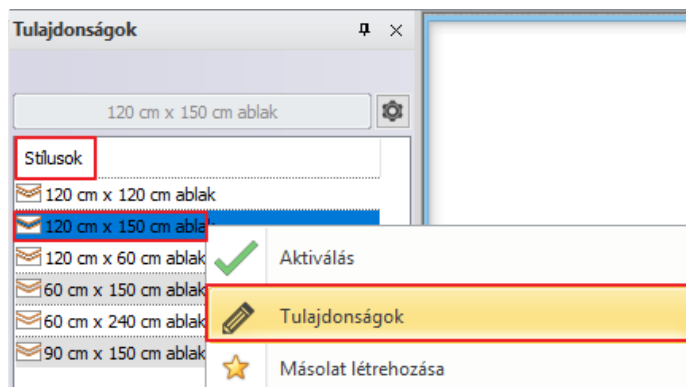 Tulajdonságok
120 cm x 150 cm ablak
Stílusok
120 cm x 120 cm ablak
120 cm x 150 cm ablak
120 cm x 60 cm ablak
Aktiválás
60 cm x 150 cm ablak
Tulajdonságok
60 cm x 240 cm ablak
90 cm x 150 cm ablak
Másolat létrehozása